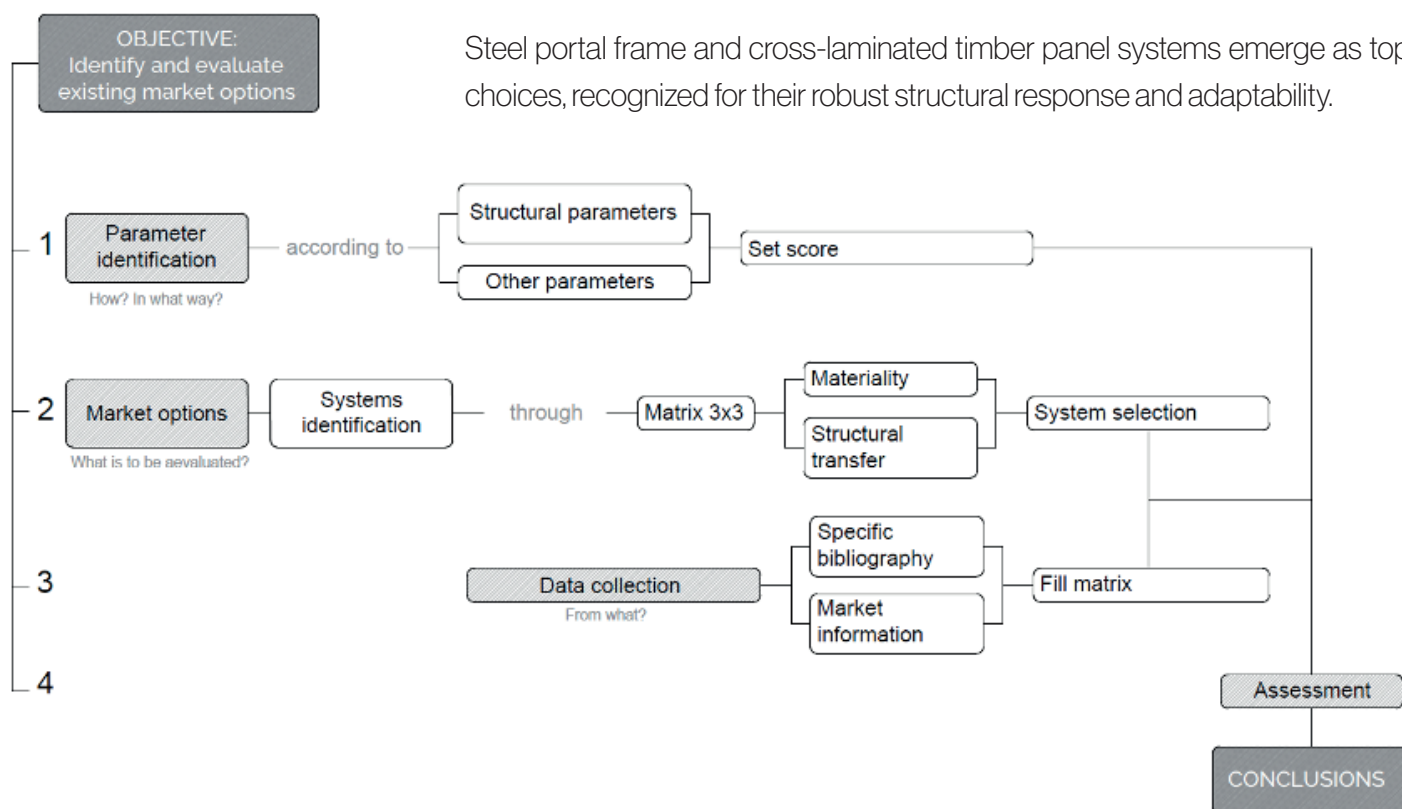 OBJECTIVE:
Identify and evaluate
existing market options
Steel portal frame and cross-laminated timber panel systems emerge as top
choices, recognized for their robust structural response and adaptability.
1
Parameter
identification
How? In what way?
according to
Structural parameters
Other parameters
Set score
2
Market options
What is to be aevaluated?
Systems
identification
through
Matrix 3x3
Materiality
Structural
transfer
System selection
3
Data collection
From what?
Specific
bibliography
Market
information
Fill matrix
4
Assessment
CONCLUSIONS